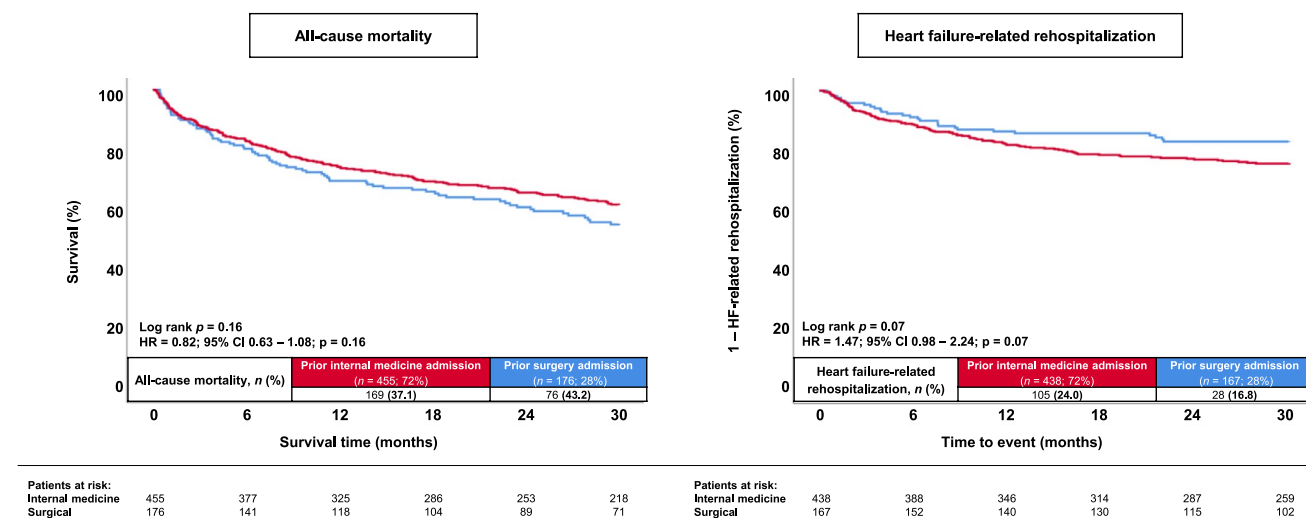 All-cause mortality
Survival (%)
100
80
60
40
20
0
Log rank p = 0.16
HR = 0.82; 95% CI 0.63 – 1.08; p = 0.16
All-cause mortality, n (%)
Prior internal medicine admission
(n = 455; 72%)
Prior surgery admission
(n = 176; 28%)
169 (37.1)
76 (43.2)
0 6 12 18 24 30
Survival time (months)
Heart failure-related rehospitalization
1 – HF-related rehospitalization (%)
100
80
60
40
20
0
Log rank p = 0.07
HR = 1.47; 95% CI 0.98 – 2.24; p = 0.07
Heart failure-related
rehospitalization, n (%)
Prior internal medicine admission
(n = 438; 72%)
Prior surgery admission
(n = 167; 28%)
105 (24.0)
28 (16.8)
0 6 12 18 24 30
Time to event (months)
Patients at risk:
Internal medicine 455 377 325 286 253 218
Surgical 176 141 118 104 89 71
Patients at risk:
Internal medicine 438 388 346 314 287 259
Surgical 167 152 140 130 115 102